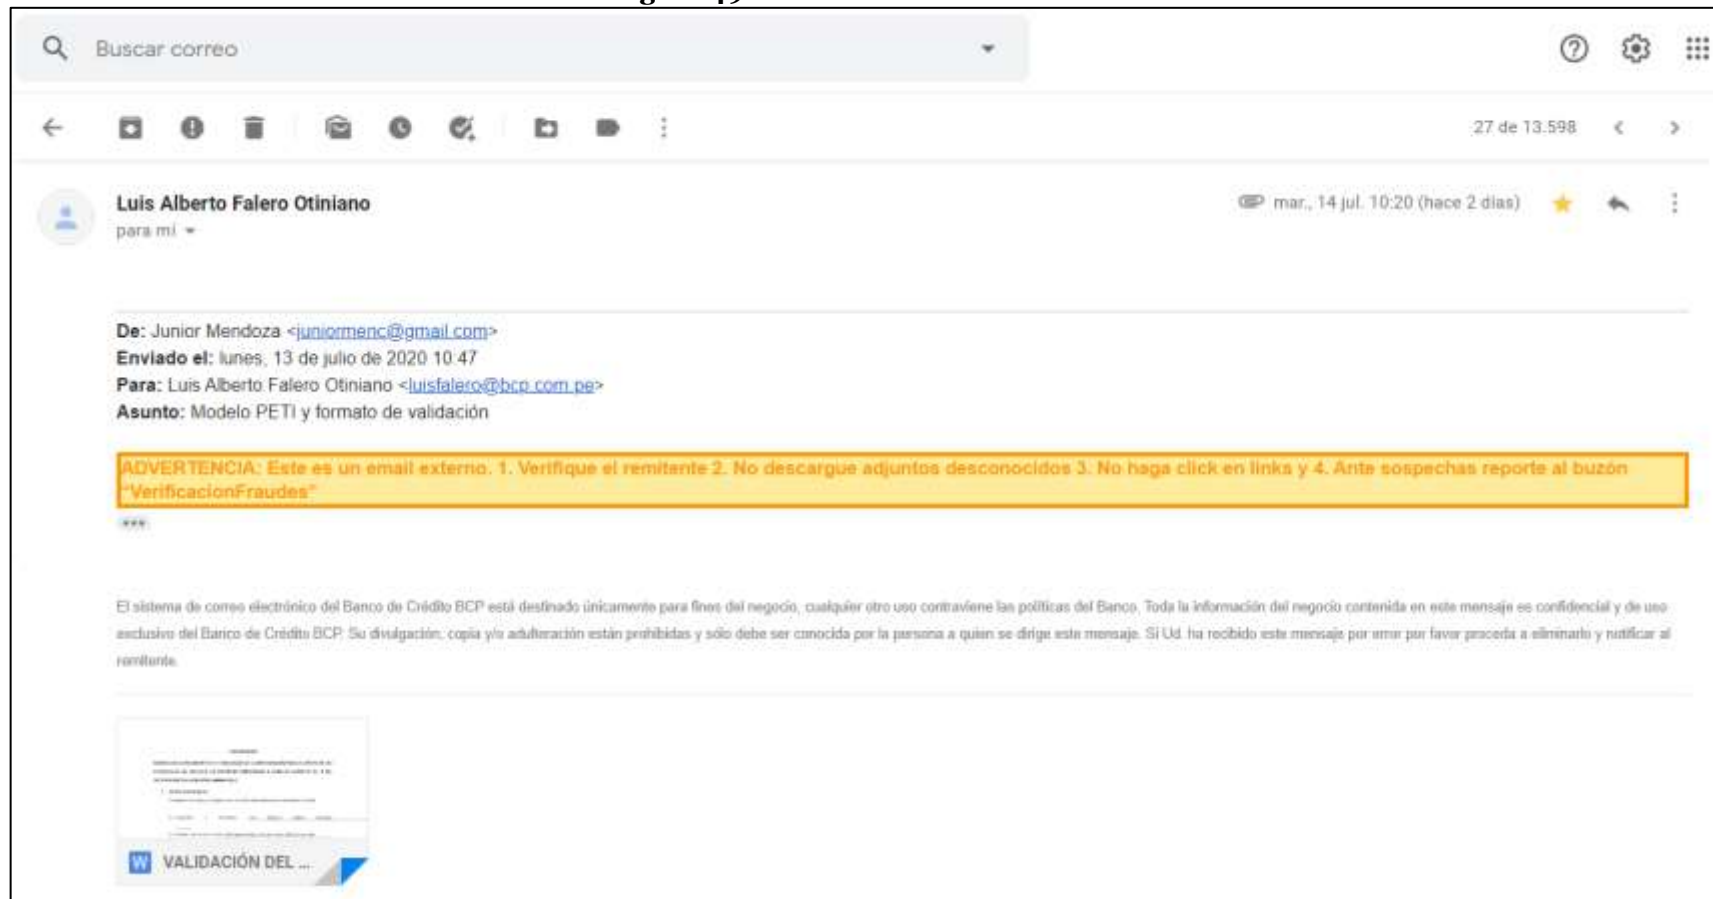 Buscar correo
27 de 13.598
Luis Alberto Falero Otiniano
mar., 14 jul. 10:20 (hace 2 días)
para mí
De: Junior Mendoza <juniormenc@gmail.com>
Enviado el: lunes, 13 de julio de 2020 10:47
Para: Luis Alberto Falero Otiniano <luisfalero@bcp.com.pe>
Asunto: Modelo PETI y formato de validación
ADVERTENCIA: Este es un email externo. 1. Verifique el remitente 2. No descargue adjuntos desconocidos 3. No haga click en links y 4. Ante sospechas reporte al buzón
"VerificacionFraudes"
El sistema de correo electrónico del Banco de Crédito BCP está destinado únicamente para fines del negocio, cualquier otro uso contraviene las políticas del Banco. Toda la información del negocio contenida en este mensaje es confidencial y de uso
exclusivo del Banco de Crédito BCP. Su divulgación, copia y/o adulteración están prohibidas y sólo debe ser conocida por la persona a quien se dirige este mensaje. Si Ud. ha recibido este mensaje por error por favor proceda a eliminarlo y notificar al
remitente.
W VALIDACIÓN DEL ...